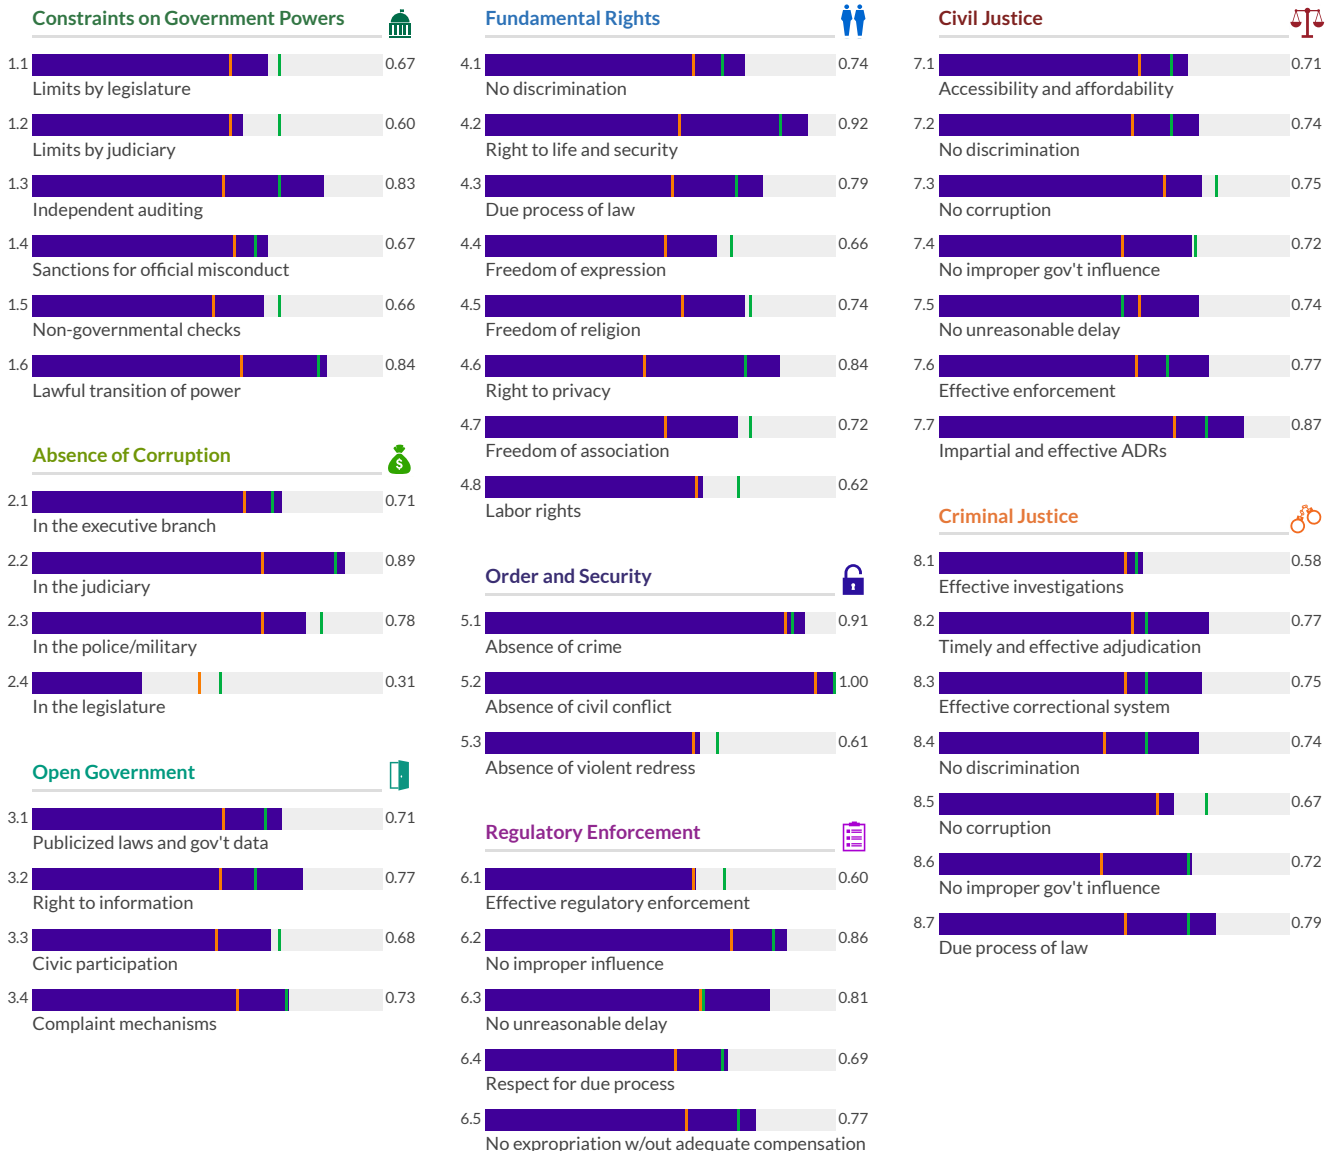 Constraints on Government Powers
1.1 0.67
Limits by legislature
1.2 0.60
Limits by judiciary
1.3 0.83
Independent auditing
1.4 0.67
Sanctions for official misconduct
1.5 0.66
Non-governmental checks
1.6 0.84
Lawful transition of power
Absence of Corruption
$
2.1 0.71
In the executive branch
2.2 0.89
In the judiciary
2.3 0.78
In the police/military
2.4 0.31
In the legislature
Open Government
3.1 0.71
Publicized laws and gov't data
3.2 0.77
Right to information
3.3 0.68
Civic participation
3.4 0.73
Complaint mechanisms
Fundamental Rights
4.1 0.74
No discrimination
4.2 0.92
Right to life and security
4.3 0.79
Due process of law
4.4 0.66
Freedom of expression
4.5 0.74
Freedom of religion
4.6 0.84
Right to privacy
4.7 0.72
Freedom of association
4.8 0.62
Labor rights
Order and Security
5.1 0.91
Absence of crime
5.2 1.00
Absence of civil conflict
5.3 0.61
Absence of violent redress
Regulatory Enforcement
6.1 0.60
Effective regulatory enforcement
6.2 0.86
No improper influence
6.3 0.81
No unreasonable delay
6.4 0.69
Respect for due process
6.5 0.77
No expropriation w/out adequate compensation
Civil Justice
7.1 0.71
Accessibility and affordability
7.2 0.74
No discrimination
7.3 0.75
No corruption
7.4 0.72
No improper gov't influence
7.5 0.74
No unreasonable delay
7.6 0.77
Effective enforcement
7.7 0.87
Impartial and effective ADRs
Criminal Justice
8.1 0.58
Effective investigations
8.2 0.77
Timely and effective adjudication
8.3 0.75
Effective correctional system
8.4 0.74
No discrimination
8.5 0.67
No corruption
8.6 0.72
No improper gov't influence
8.7 0.79
Due process of law